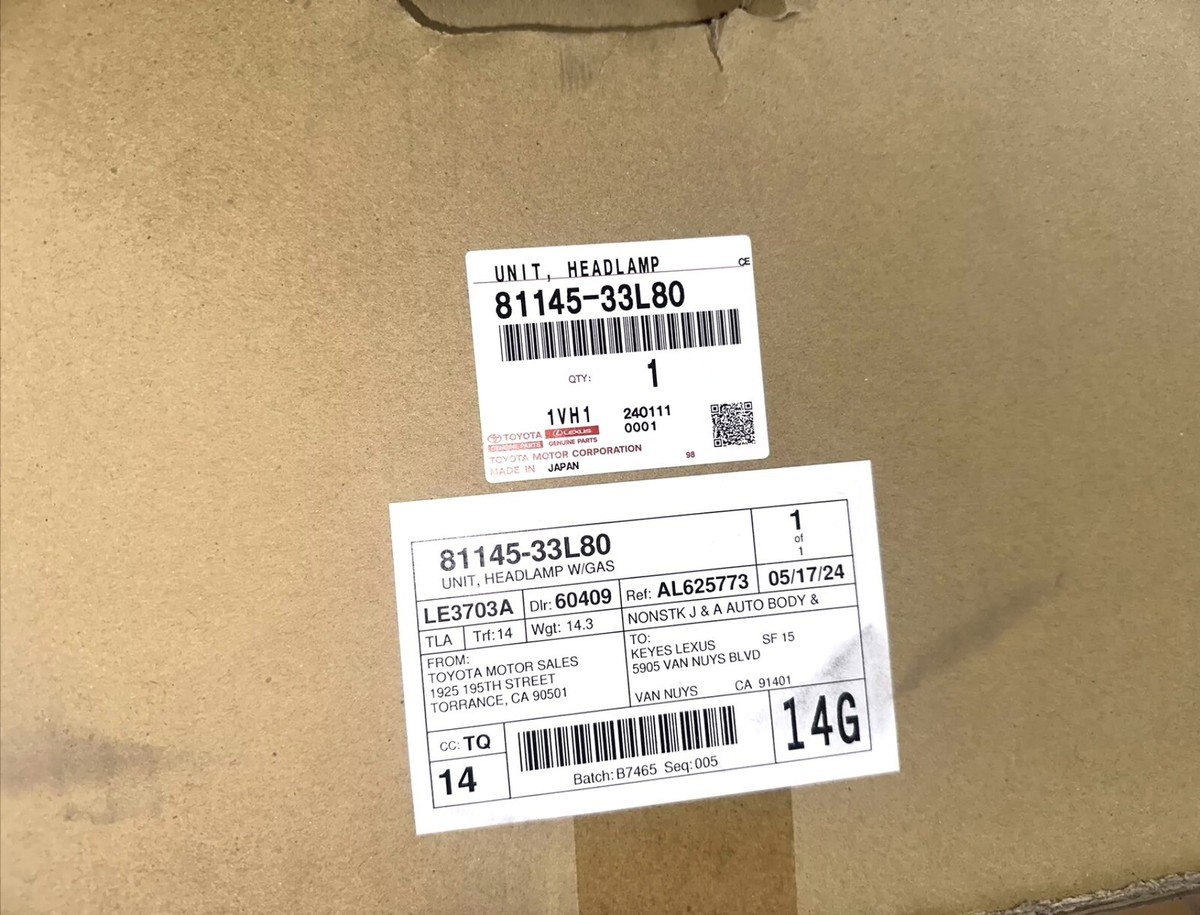 UNIT, HEADLAMP CE
81145-33L80
QTY: 1
1VH1 240111
0001
TOYOTA LEXUS
GENUINE PARTS GENUINE PARTS
TOYOTA MOTOR CORPORATION 98
MADE IN JAPAN
81145-33L80
UNIT, HEADLAMP W/GAS
1
of
1
LE3703A Dlr: 60409 Ref: AL625773 05/17/24
TLA Trf: 14 Wgt: 14.3 NONSTK J & A AUTO BODY &
FROM:
TOYOTA MOTOR SALES
1925 195TH STREET
TORRANCE, CA 90501
TO: SF 15
KEYES LEXUS
5905 VAN NUYS BLVD
VAN NUYS CA 91401
CC: TQ
14
Batch: B7465 Seq: 005
14G